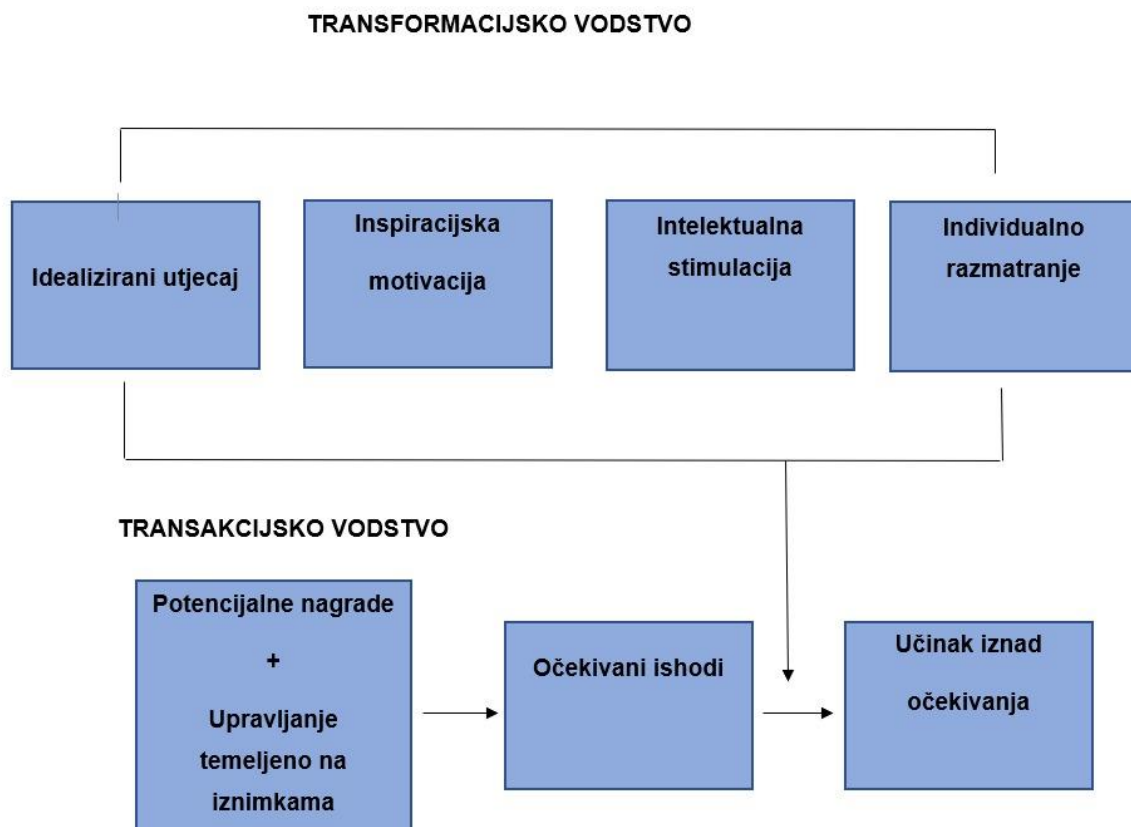 TRANSFORMACIJSKO VODSTVO
Idealizirani utjecaj
Inspiracijska
motivacija
Intelektualna
stimulacija
Individualno
razmatranje
TRANSAKCIJSKO VODSTVO
Potencijalne nagrade
+
Upravljanje
temeljeno na
iznimkama
Očekivani ishodi
Učinak iznad
očekivanja